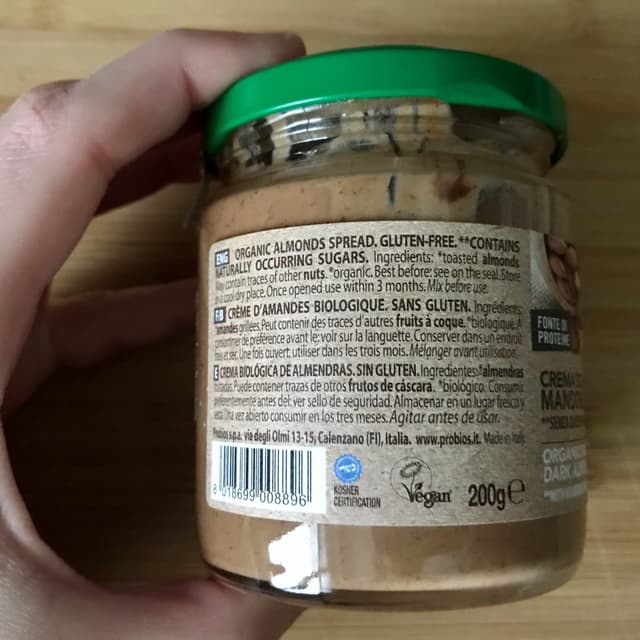 ENG ORGANIC ALMONDS SPREAD. GLUTEN-FREE. **CONTAINS
NATURALLY OCCURRING SUGARS. Ingredients: *toasted almonds.
May contain traces of other nuts. *organic. Best before: see on the seal. Store
in a cool dry place. Once opened use within 3 months. Mix before use.
CRÈME D'AMANDES BIOLOGIQUE. SANS GLUTEN. Ingrédients:
*amandes grillées. Peut contenir des traces d'autres fruits à coque. *biologique. A
consommer de préférence avant le: voir sur la languette. Conserver dans un endroit
frais et sec. Une fois ouvert, utiliser dans les trois mois. Mélanger avant utilisation.
E CREMA BIOLÓGICA DE ALMENDRAS. SIN GLUTEN. Ingredientes: *almendras
tostadas. Puede contener trazas de otros frutos de cáscara. *biológico. Consumir
preferentemente antes del: ver sello de seguridad. Almacenar en un lugar fresco y
seco. Una vez abierto consumir en los tres meses. Agitar antes de usar.
Probios s.p.a. via degli Olmi 13-15, Calenzano (FI), Italia. www.probios.it. Made in Italy
8 018699 008896
KOSHER
CERTIFICATION
Vegan
200g e
FONTE DI
PROTEINE
CREMA
**SENZA
DARK